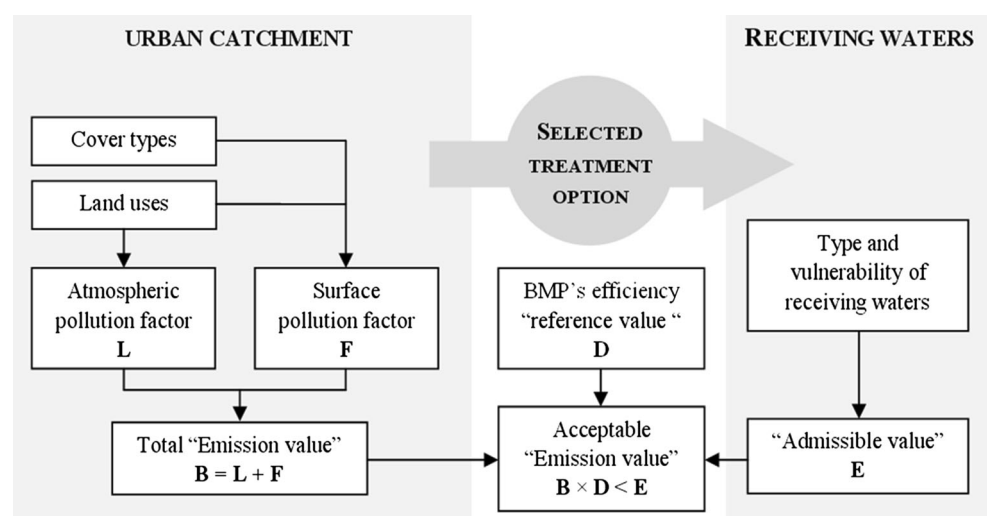 URBAN CATCHMENT
RECEIVING WATERS
SELECTED
TREATMENT
OPTION
Cover types
Land uses
Atmospheric
pollution factor
L
Surface
pollution factor
F
BMP’s efficiency
“reference value “
D
Type and
vulnerability of
receiving waters
Total “Emission value”
B = L + F
Acceptable
“Emission value”
B × D < E
“Admissible value”
E